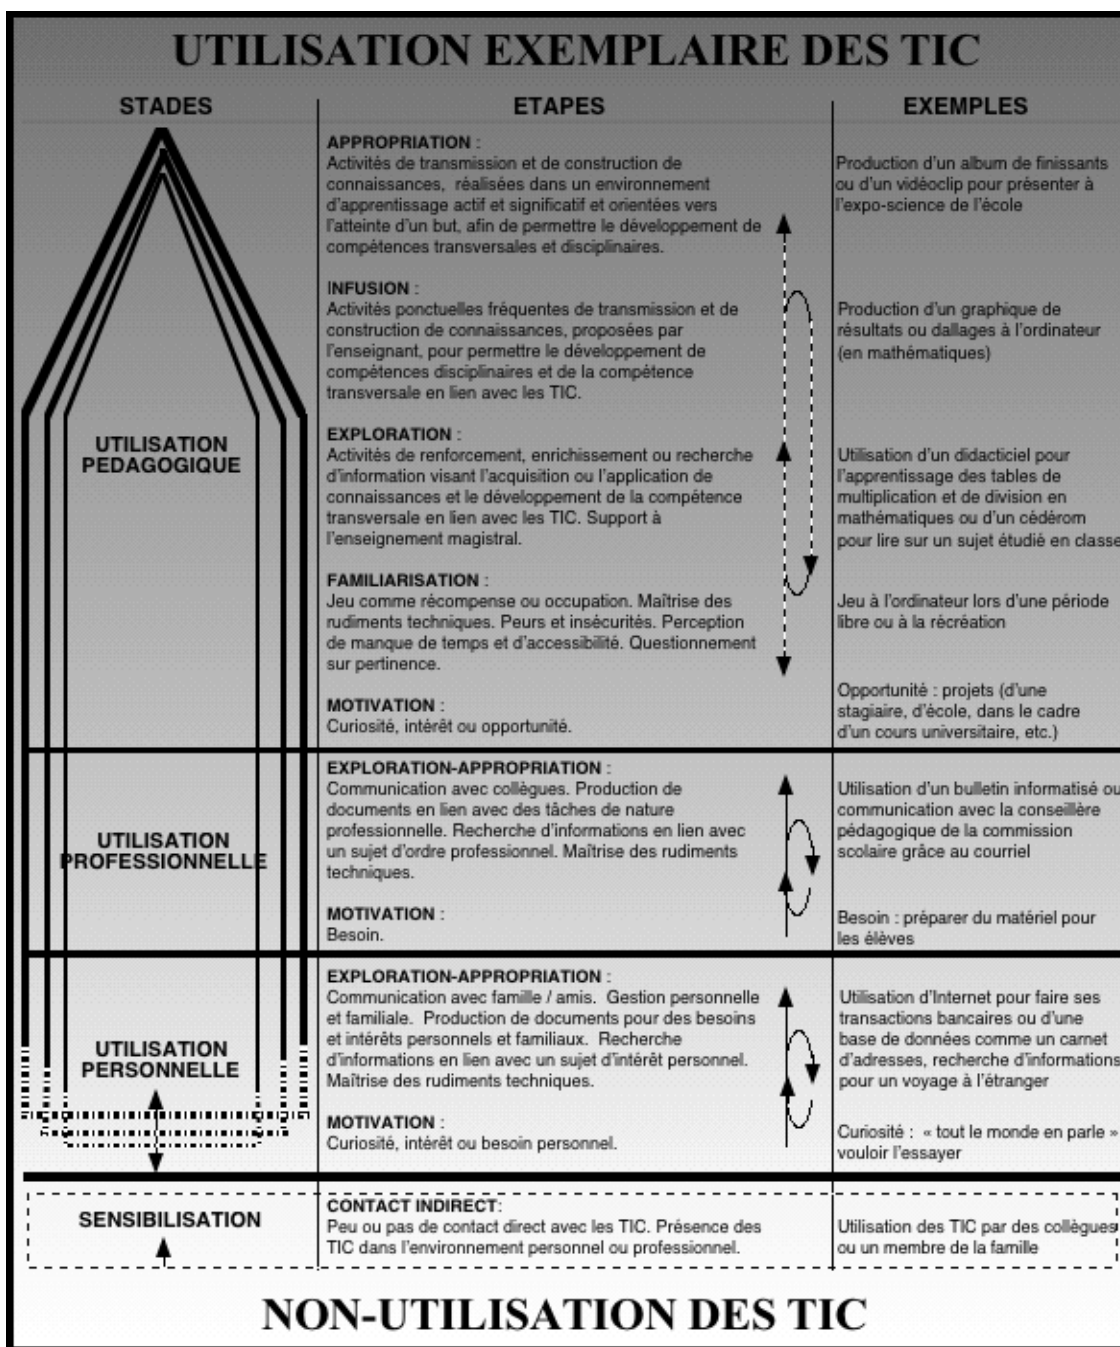 UTILISATION EXEMPLAIRE DES TIC
STADES
ETAPES
EXEMPLES
APPROPRIATION :
Activités de transmission et de construction de
connaissances, réalisées dans un environnement
d'apprentissage actif et significatif et orientées vers
l'atteinte d'un but, afin de permettre le développement de
compétences transversales et disciplinaires.
Production d'un album de finissants
ou d'un vidéoclip pour présenter à
l'expo-science de l'école
INFUSION :
Activités ponctuelles fréquentes de transmission et de
construction de connaissances, proposées par
l'enseignant, pour permettre le développement de
compétences disciplinaires et de la compétence
transversale en lien avec les TIC.
Production d'un graphique de
résultats ou dallages à l'ordinateur
(en mathématiques)
UTILISATION
PEDAGOGIQUE
EXPLORATION :
Activités de renforcement, enrichissement ou recherche
d'information visant l'acquisition ou l'application de
connaissances et le développement de la compétence
transversale en lien avec les TIC. Support à
l'enseignement magistral.
Utilisation d'un didacticiel pour
l'apprentissage des tables de
multiplication et de division en
mathématiques ou d'un cédérom
pour lire sur un sujet étudié en classe
FAMILIARISATION :
Jeu comme récompense ou occupation. Maîtrise des
rudiments techniques. Peurs et insécurités. Perception
de manque de temps et d'accessibilité. Questionnement
sur pertinence.
Jeu à l'ordinateur lors d'une période
libre ou à la récréation
MOTIVATION :
Curiosité, intérêt ou opportunité.
Opportunité : projets (d'une
stagiaire, d'école, dans le cadre
d'un cours universitaire, etc.)
UTILISATION
PROFESSIONNELLE
EXPLORATION-APPROPRIATION :
Communication avec collègues. Production de
documents en lien avec des tâches de nature
professionnelle. Recherche d'informations en lien avec
un sujet d'ordre professionnel. Maîtrise des rudiments
techniques.
Utilisation d'un bulletin informatisé ou
communication avec la conseillère
pédagogique de la commission
scolaire grâce au courriel
MOTIVATION :
Besoin.
Besoin : préparer du matériel pour
les élèves
UTILISATION
PERSONNELLE
EXPLORATION-APPROPRIATION :
Communication avec famille / amis. Gestion personnelle
et familiale. Production de documents pour des besoins
et intérêts personnels et familiaux. Recherche
d'informations en lien avec un sujet d'intérêt personnel.
Maîtrise des rudiments techniques.
Utilisation d'Internet pour faire ses
transactions bancaires ou d'une
base de données comme un carnet
d'adresses, recherche d'informations
pour un voyage à l'étranger
MOTIVATION :
Curiosité, intérêt ou besoin personnel.
Curiosité : « tout le monde en parle »
vouloir l'essayer
SENSIBILISATION
CONTACT INDIRECT:
Peu ou pas de contact direct avec les TIC. Présence des
TIC dans l'environnement personnel ou professionnel.
Utilisation des TIC par des collègues
ou un membre de la famille
NON-UTILISATION DES TIC